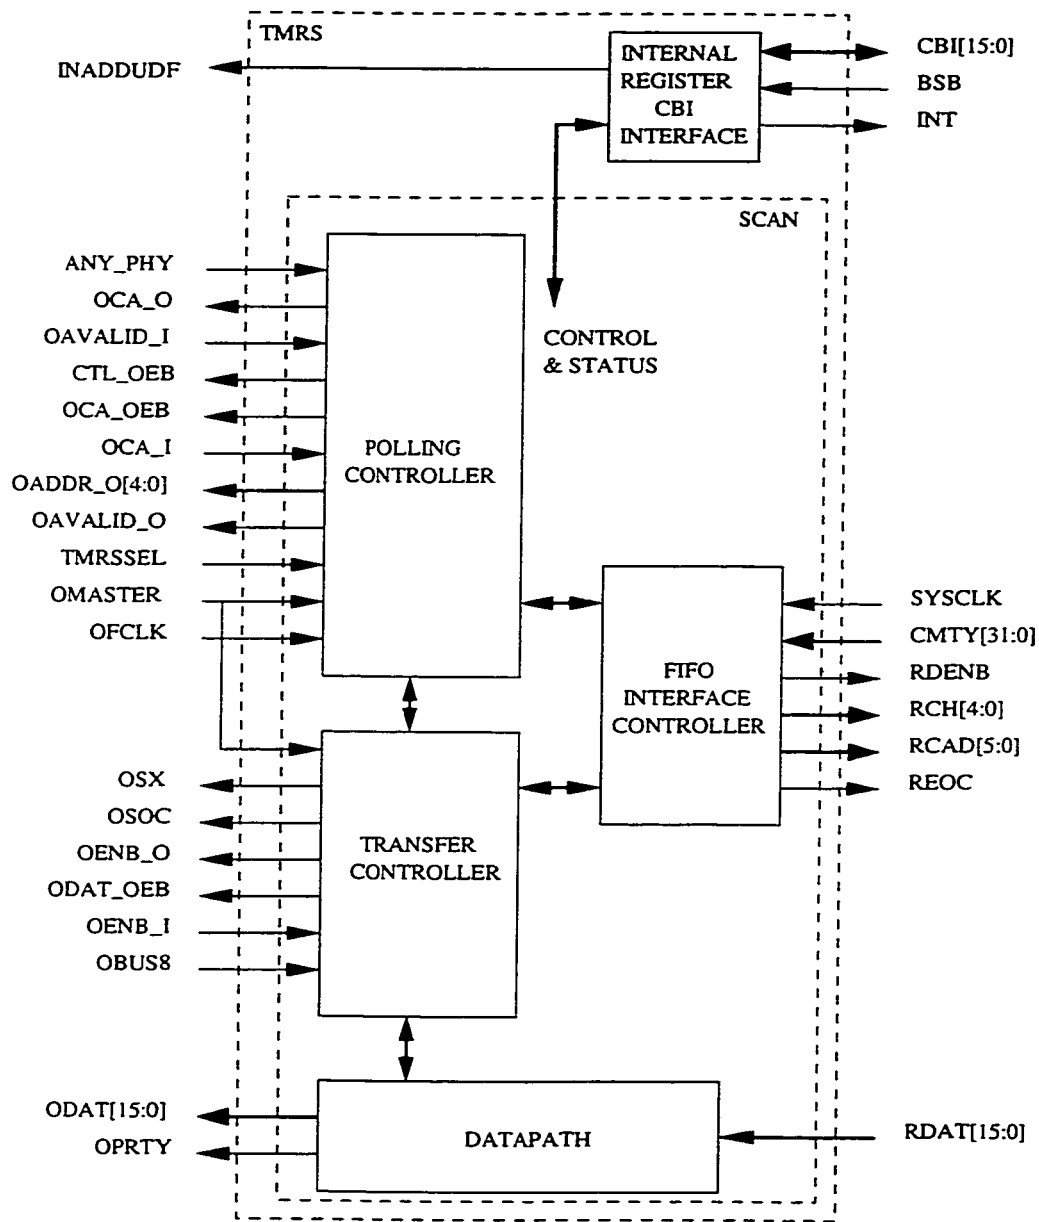 TMRS
INADDUDF
INTERNAL
REGISTER
CBI
INTERFACE
CBI[15:0]
BSB
INT
SCAN
ANY_PHY
OCA_O
OAVALID_I
CTL_OEB
OCA_OEB
OCA_I
OADDR_O[4:0]
OAVALID_O
TMRSSEL
OMASTER
OFCLK
CONTROL
& STATUS
POLLING
CONTROLLER
FIFO
INTERFACE
CONTROLLER
SYSCLK
CMTY[31:0]
RDENB
RCH[4:0]
RCAD[5:0]
REOC
OSX
OSOC
OENB_O
ODAT_OEB
OENB_I
OBUS8
TRANSFER
CONTROLLER
ODAT[15:0]
OPRTY
DATAPATH
RDAT[15:0]